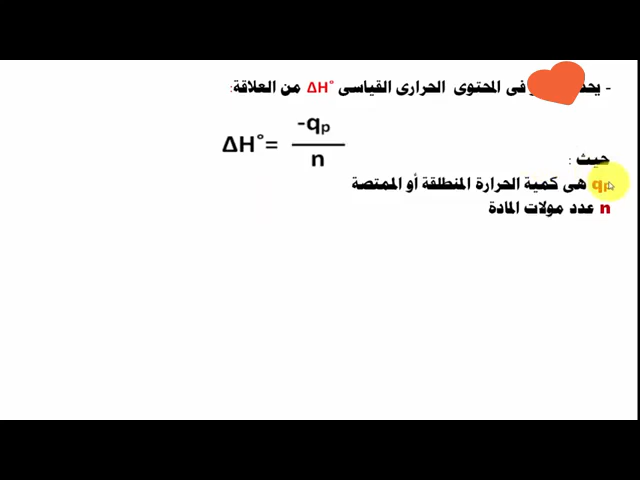 - فى المحتوى الحرارى القياسى ΔH˚ من العلاقة:
ΔH˚= -qp / n
حيث :
qp هى كمية الحرارة المنطلقة أو الممتصة
n عدد مولات المادة